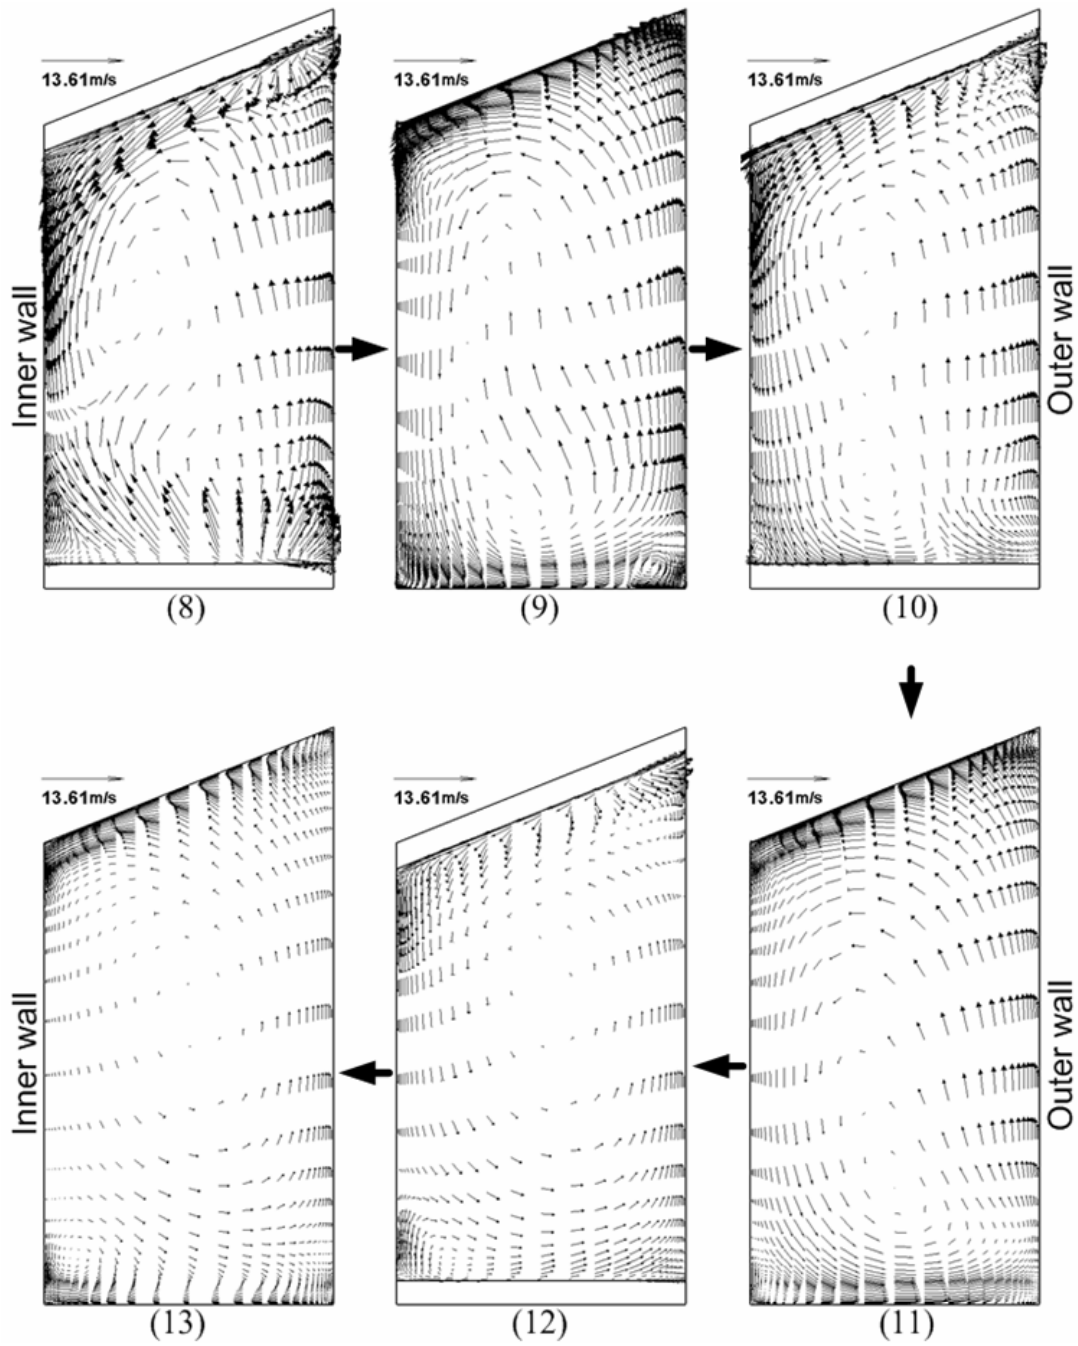 13.61m/s
13.61m/s
13.61m/s
Inner wall
Outer wall
(8)
(9)
(10)
13.61m/s
13.61m/s
13.61m/s
Inner wall
Outer wall
(13)
(12)
(11)